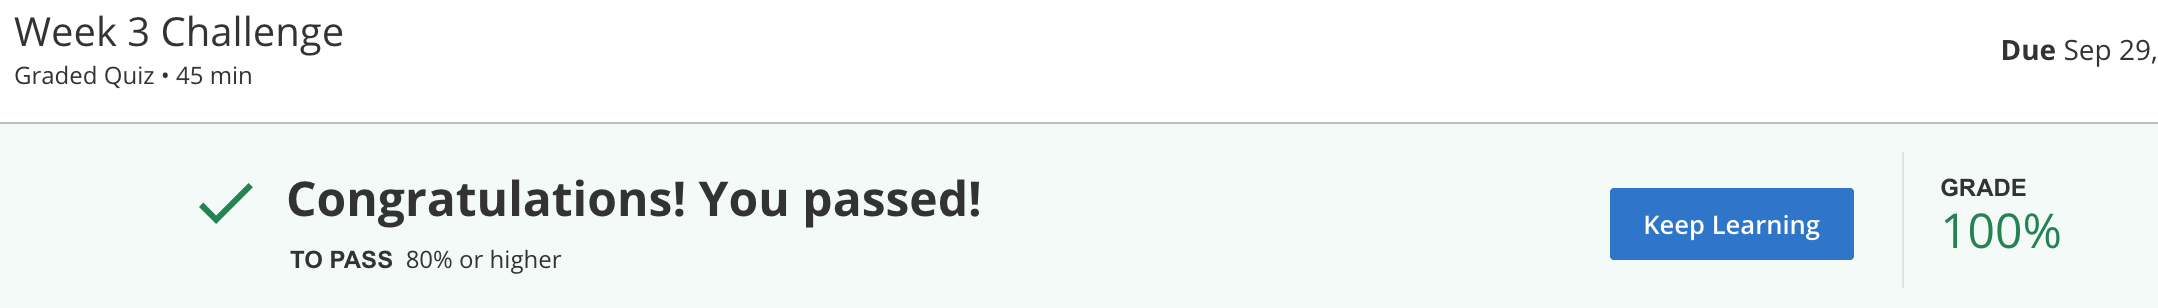 Week 3 Challenge
Graded Quiz • 45 min
Due Sep 29,
Congratulations! You passed!
TO PASS 80% or higher
Keep Learning
GRADE
100%